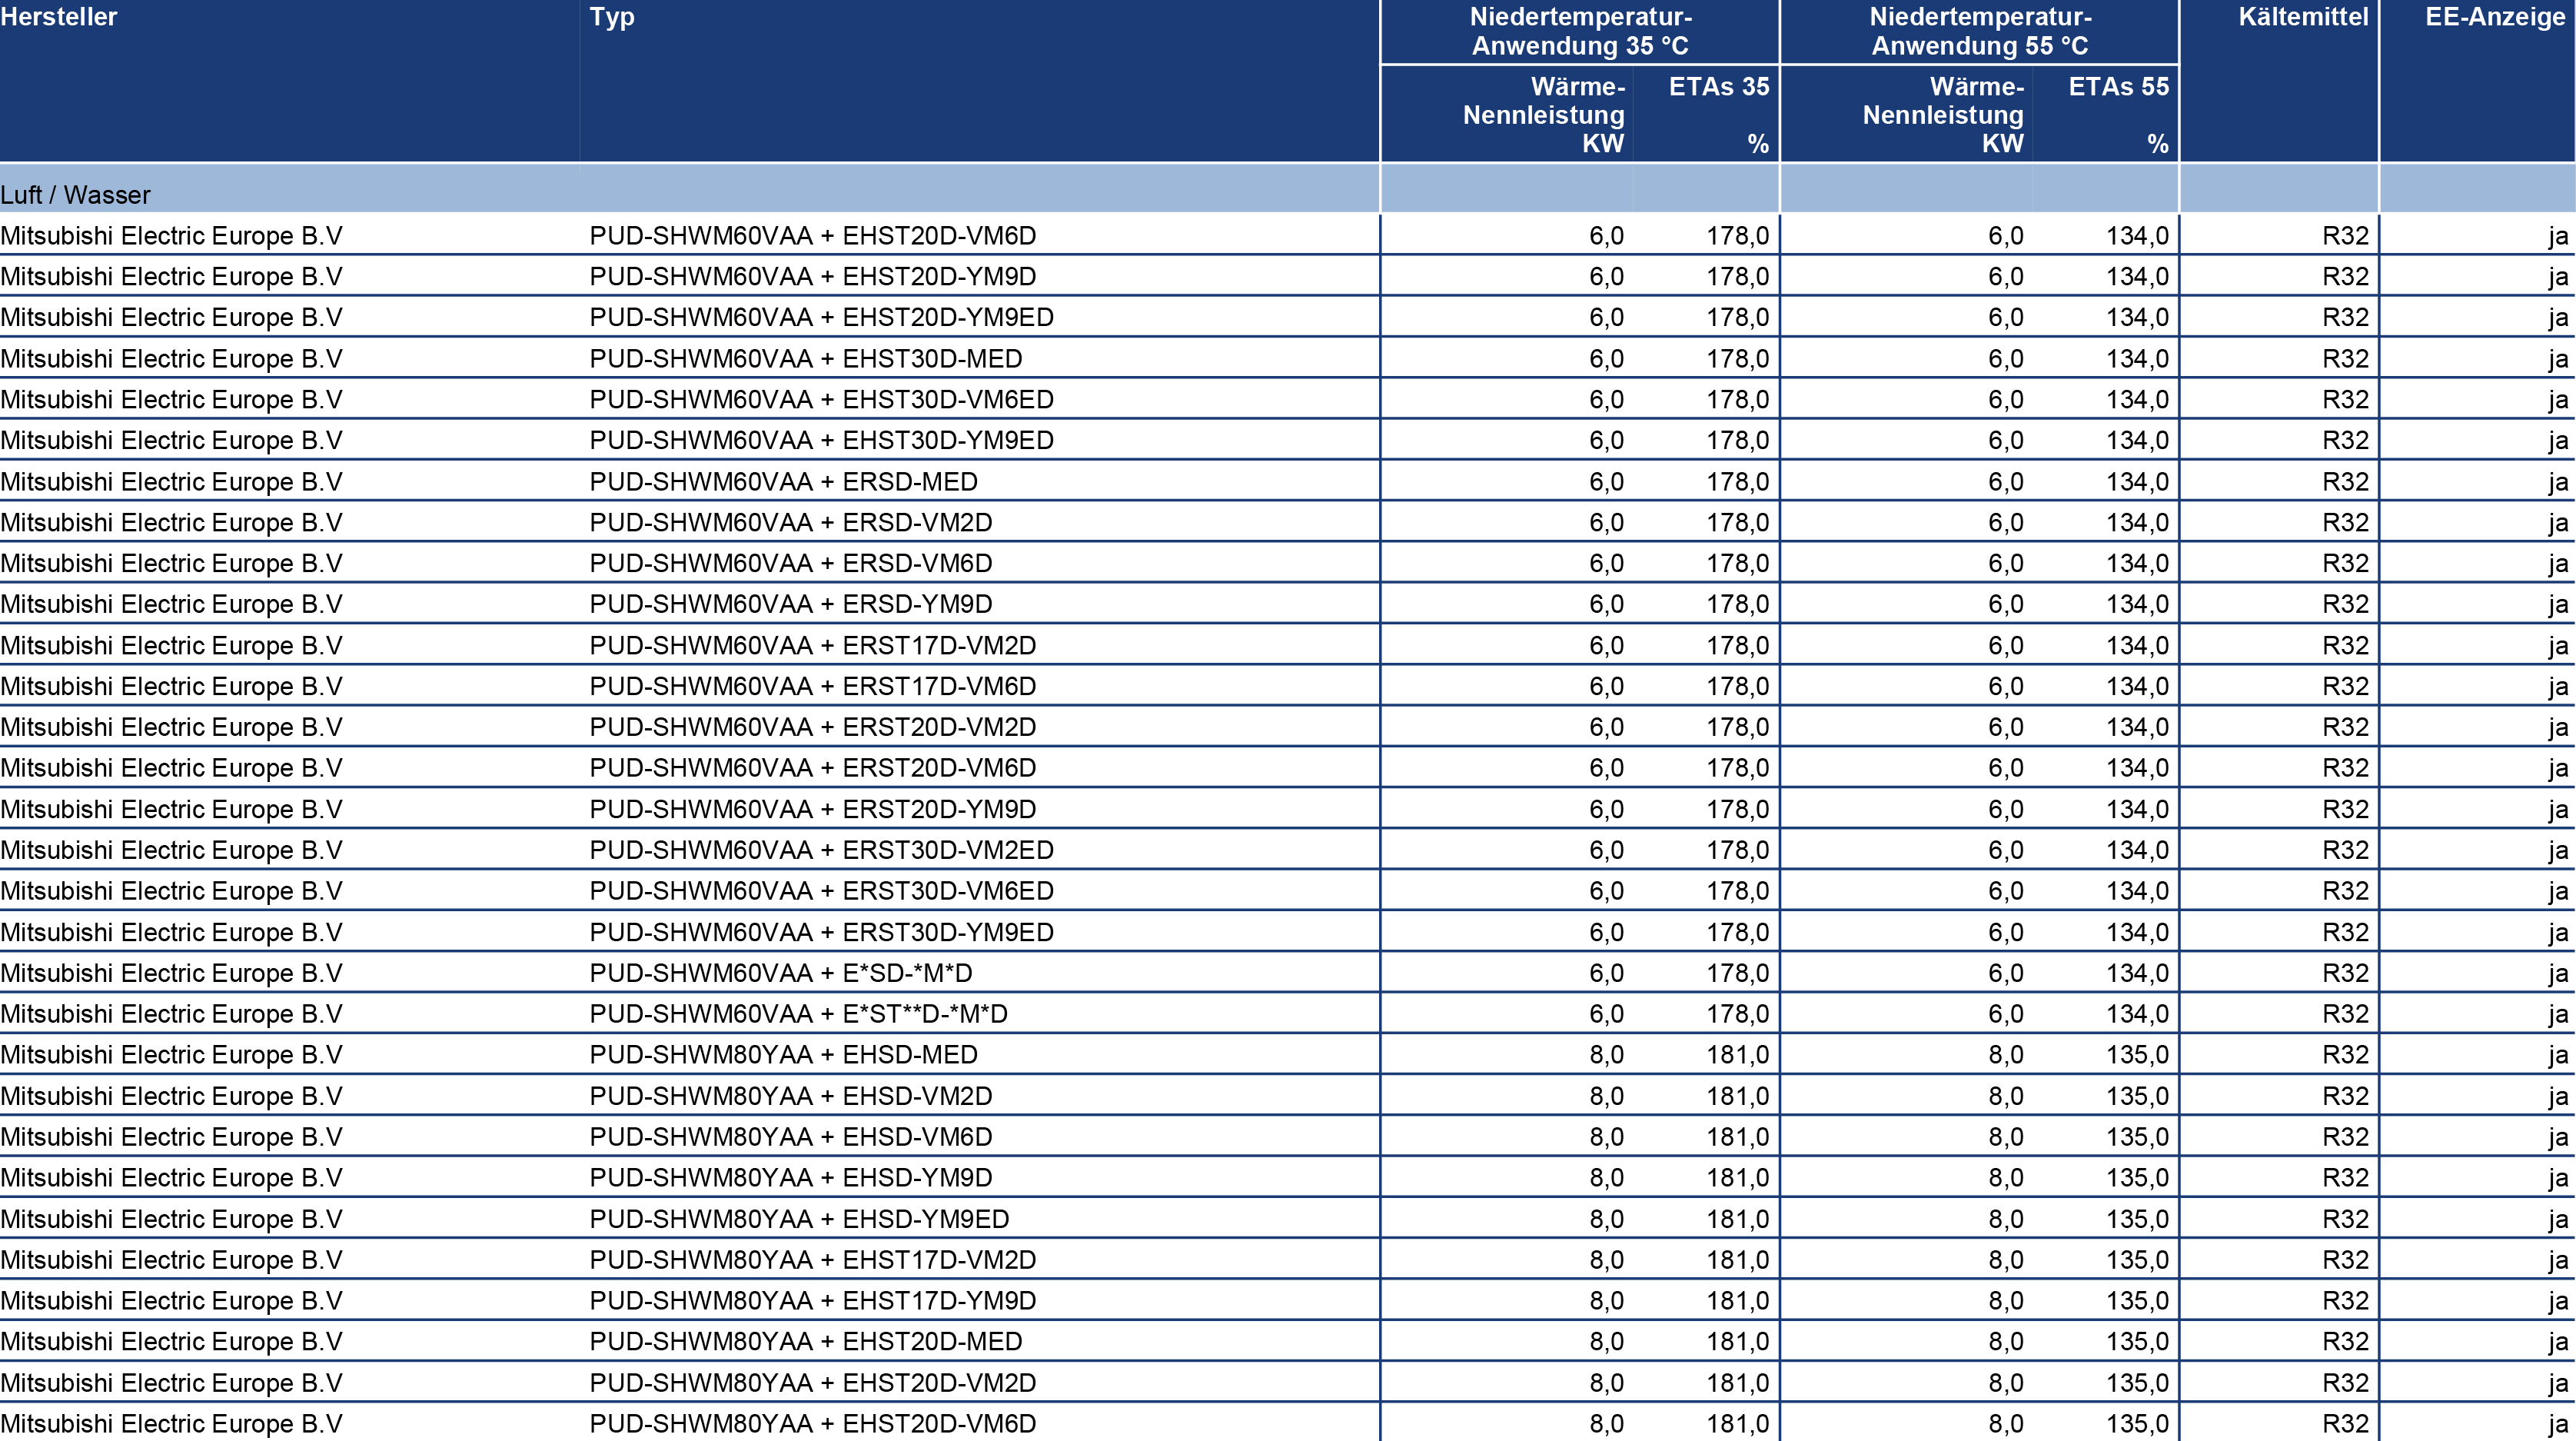 Hersteller Typ Niedertemperatur- Niedertemperatur- Kältemittel EE-Anzeige
Anwendung 35 °C Anwendung 55 °C
Wärme- ETAs 35 Wärme- ETAs 55
Nennleistung Nennleistung
KW % KW %
Luft / Wasser
Mitsubishi Electric Europe B.V PUD-SHWM60VAA + EHST20D-VM6D 6,0 178,0 6,0 134,0 R32 ja
Mitsubishi Electric Europe B.V PUD-SHWM60VAA + EHST20D-YM9D 6,0 178,0 6,0 134,0 R32 ja
Mitsubishi Electric Europe B.V PUD-SHWM60VAA + EHST20D-YM9ED 6,0 178,0 6,0 134,0 R32 ja
Mitsubishi Electric Europe B.V PUD-SHWM60VAA + EHST30D-MED 6,0 178,0 6,0 134,0 R32 ja
Mitsubishi Electric Europe B.V PUD-SHWM60VAA + EHST30D-VM6ED 6,0 178,0 6,0 134,0 R32 ja
Mitsubishi Electric Europe B.V PUD-SHWM60VAA + EHST30D-YM9ED 6,0 178,0 6,0 134,0 R32 ja
Mitsubishi Electric Europe B.V PUD-SHWM60VAA + ERSD-MED 6,0 178,0 6,0 134,0 R32 ja
Mitsubishi Electric Europe B.V PUD-SHWM60VAA + ERSD-VM2D 6,0 178,0 6,0 134,0 R32 ja
Mitsubishi Electric Europe B.V PUD-SHWM60VAA + ERSD-VM6D 6,0 178,0 6,0 134,0 R32 ja
Mitsubishi Electric Europe B.V PUD-SHWM60VAA + ERSD-YM9D 6,0 178,0 6,0 134,0 R32 ja
Mitsubishi Electric Europe B.V PUD-SHWM60VAA + ERST17D-VM2D 6,0 178,0 6,0 134,0 R32 ja
Mitsubishi Electric Europe B.V PUD-SHWM60VAA + ERST17D-VM6D 6,0 178,0 6,0 134,0 R32 ja
Mitsubishi Electric Europe B.V PUD-SHWM60VAA + ERST20D-VM2D 6,0 178,0 6,0 134,0 R32 ja
Mitsubishi Electric Europe B.V PUD-SHWM60VAA + ERST20D-VM6D 6,0 178,0 6,0 134,0 R32 ja
Mitsubishi Electric Europe B.V PUD-SHWM60VAA + ERST20D-YM9D 6,0 178,0 6,0 134,0 R32 ja
Mitsubishi Electric Europe B.V PUD-SHWM60VAA + ERST30D-VM2ED 6,0 178,0 6,0 134,0 R32 ja
Mitsubishi Electric Europe B.V PUD-SHWM60VAA + ERST30D-VM6ED 6,0 178,0 6,0 134,0 R32 ja
Mitsubishi Electric Europe B.V PUD-SHWM60VAA + ERST30D-YM9ED 6,0 178,0 6,0 134,0 R32 ja
Mitsubishi Electric Europe B.V PUD-SHWM60VAA + E*SD-*M*D 6,0 178,0 6,0 134,0 R32 ja
Mitsubishi Electric Europe B.V PUD-SHWM60VAA + E*ST**D-*M*D 6,0 178,0 6,0 134,0 R32 ja
Mitsubishi Electric Europe B.V PUD-SHWM80YAA + EHSD-MED 8,0 181,0 8,0 135,0 R32 ja
Mitsubishi Electric Europe B.V PUD-SHWM80YAA + EHSD-VM2D 8,0 181,0 8,0 135,0 R32 ja
Mitsubishi Electric Europe B.V PUD-SHWM80YAA + EHSD-VM6D 8,0 181,0 8,0 135,0 R32 ja
Mitsubishi Electric Europe B.V PUD-SHWM80YAA + EHSD-YM9D 8,0 181,0 8,0 135,0 R32 ja
Mitsubishi Electric Europe B.V PUD-SHWM80YAA + EHSD-YM9ED 8,0 181,0 8,0 135,0 R32 ja
Mitsubishi Electric Europe B.V PUD-SHWM80YAA + EHST17D-VM2D 8,0 181,0 8,0 135,0 R32 ja
Mitsubishi Electric Europe B.V PUD-SHWM80YAA + EHST17D-YM9D 8,0 181,0 8,0 135,0 R32 ja
Mitsubishi Electric Europe B.V PUD-SHWM80YAA + EHST20D-MED 8,0 181,0 8,0 135,0 R32 ja
Mitsubishi Electric Europe B.V PUD-SHWM80YAA + EHST20D-VM2D 8,0 181,0 8,0 135,0 R32 ja
Mitsubishi Electric Europe B.V PUD-SHWM80YAA + EHST20D-VM6D 8,0 181,0 8,0 135,0 R32 ja